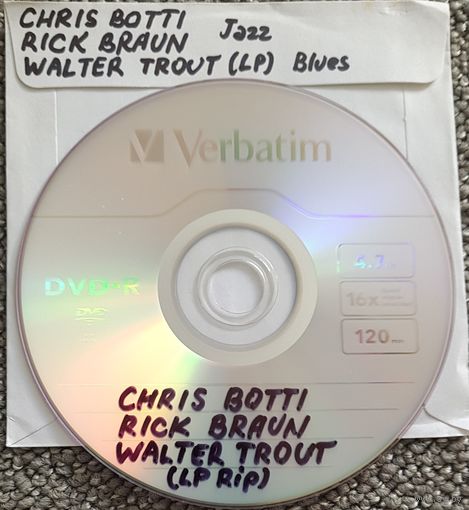 CHRIS BOTTI
RICK BRAUN Jazz
WALTER TROUT (LP) Blues
Verbatim
DVD-R
4.7
DVD
16x
120 min
CHRIS BOTTI
RICK BRAUN
WALTER TROUT
(LP Rip)